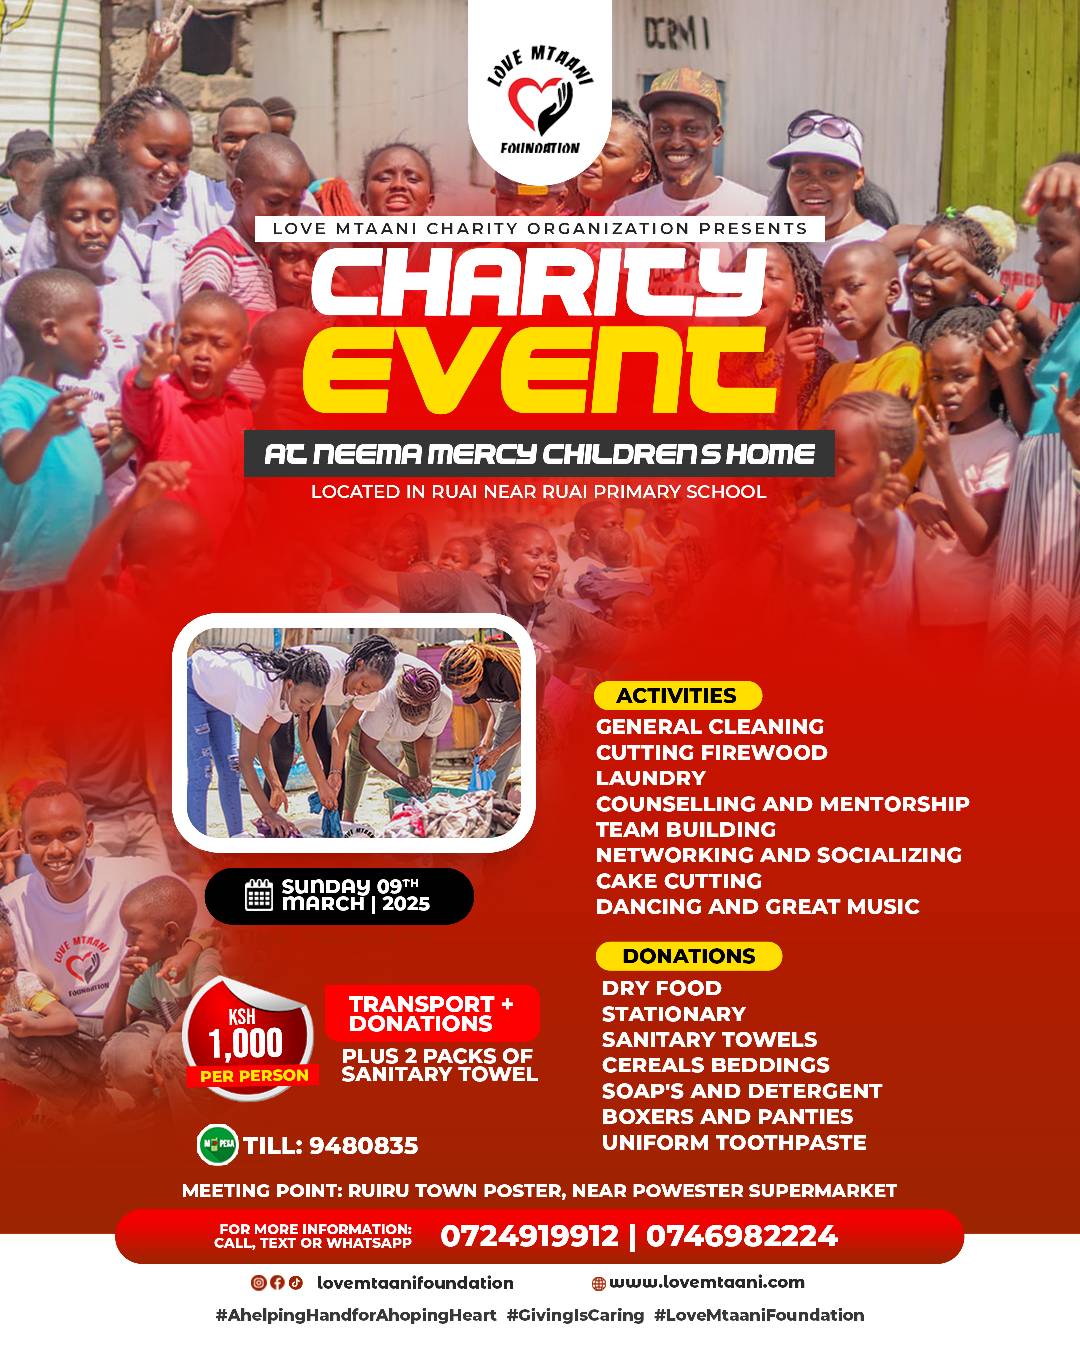 LOVE MTAANI
FOUNDATION
LOVE MTAANI CHARITY ORGANIZATION PRESENTS
CHARITY
EVENT
AT NEEMA MERCY CHILDREN S HOME
LOCATED IN RUAI NEAR RUAI PRIMARY SCHOOL
SUNDAY 09TH
MARCH | 2025
ACTIVITIES
GENERAL CLEANING
CUTTING FIREWOOD
LAUNDRY
COUNSELLING AND MENTORSHIP
TEAM BUILDING
NETWORKING AND SOCIALIZING
CAKE CUTTING
DANCING AND GREAT MUSIC
DONATIONS
DRY FOOD
STATIONARY
SANITARY TOWELS
CEREALS BEDDINGS
SOAP'S AND DETERGENT
BOXERS AND PANTIES
UNIFORM TOOTHPASTE
LOVE MTAANI
FOUNDATION
KSH
1,000
PER PERSON
TRANSPORT +
DONATIONS
PLUS 2 PACKS OF
SANITARY TOWEL
M PESA
TILL: 9480835
MEETING POINT: RUIRU TOWN POSTER, NEAR POWESTER SUPERMARKET
FOR MORE INFORMATION:
CALL, TEXT OR WHATSAPP
0724919912 | 0746982224
lovemtaanifoundation
www.lovemtaani.com
#AhelpingHandforAhopingHeart #GivingIsCaring #LoveMtaaniFoundation